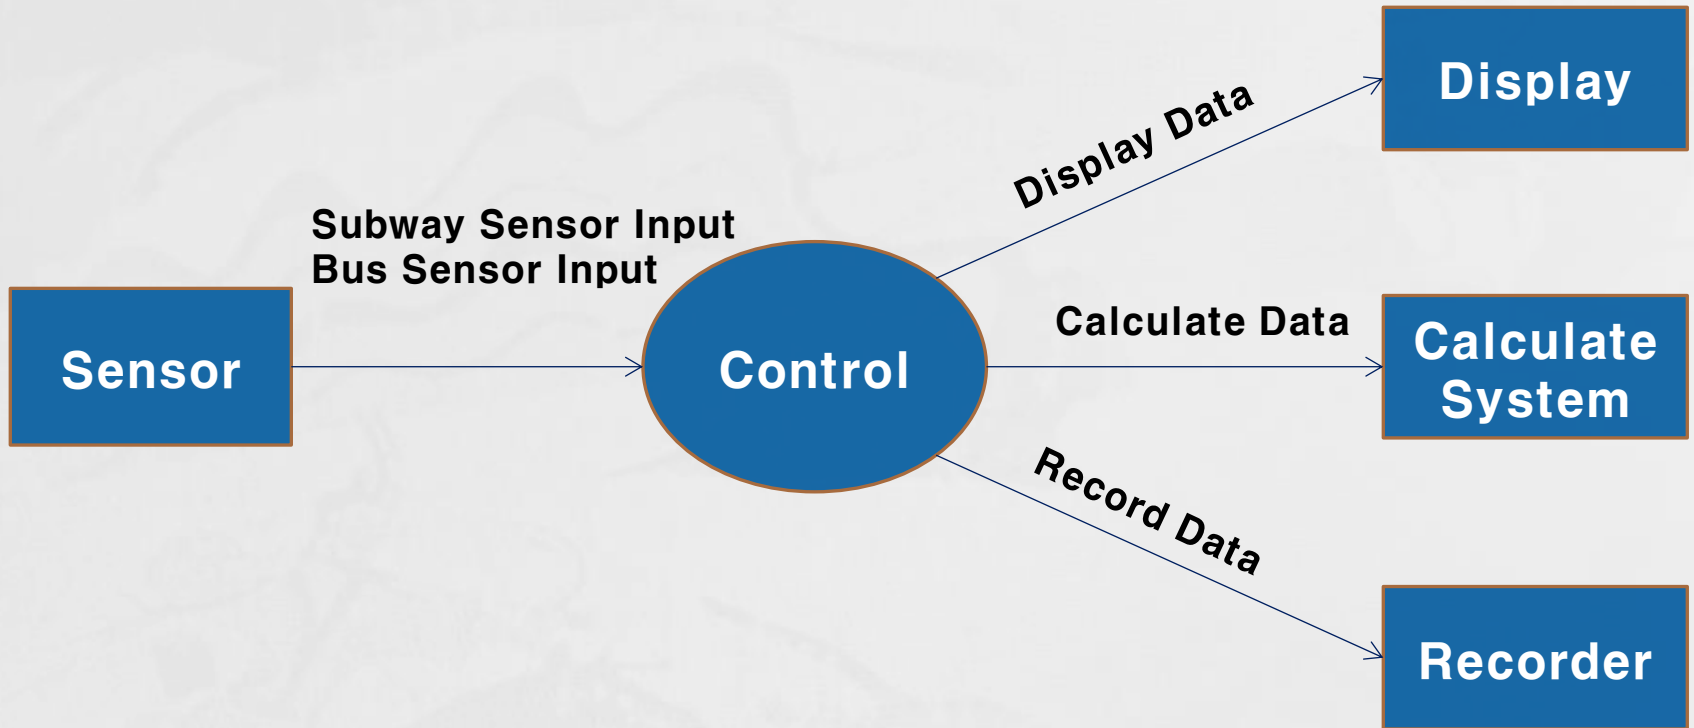 Display
Display Data
Subway Sensor Input
Bus Sensor Input
Sensor
Control
Calculate Data
Calculate
System
Record Data
Recorder